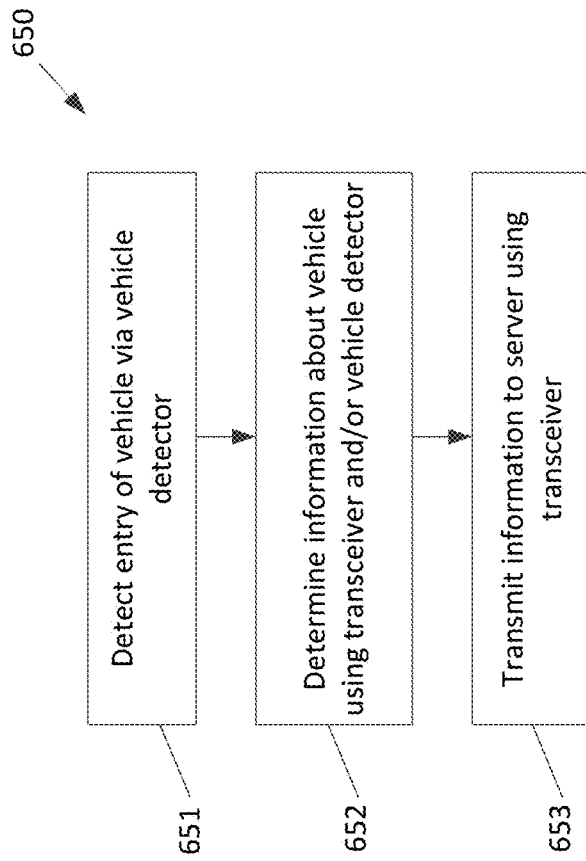 650
Detect entry of vehicle via vehicle
detector
651
Determine information about vehicle
using transceiver and/or vehicle detector
652
Transmit information to server using
transceiver
653